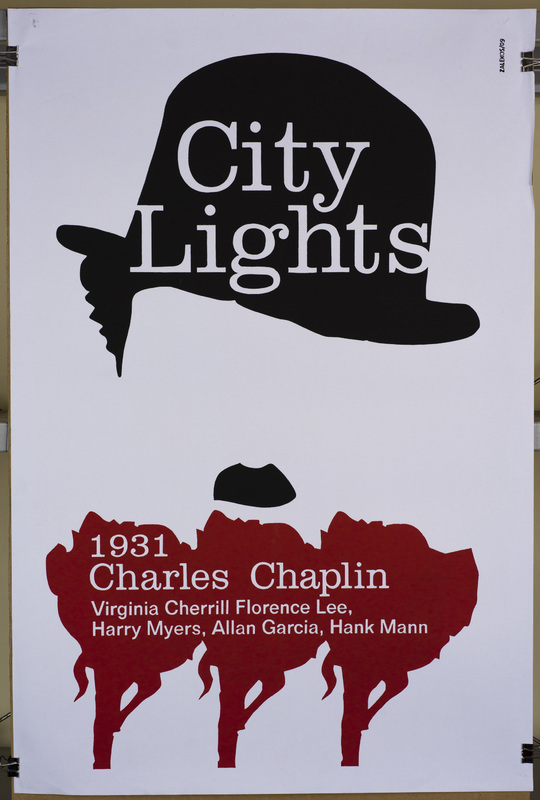 City
Lights
1931
Charles Chaplin
Virginia Cherrill Florence Lee,
Harry Myers, Allan Garcia, Hank Mann